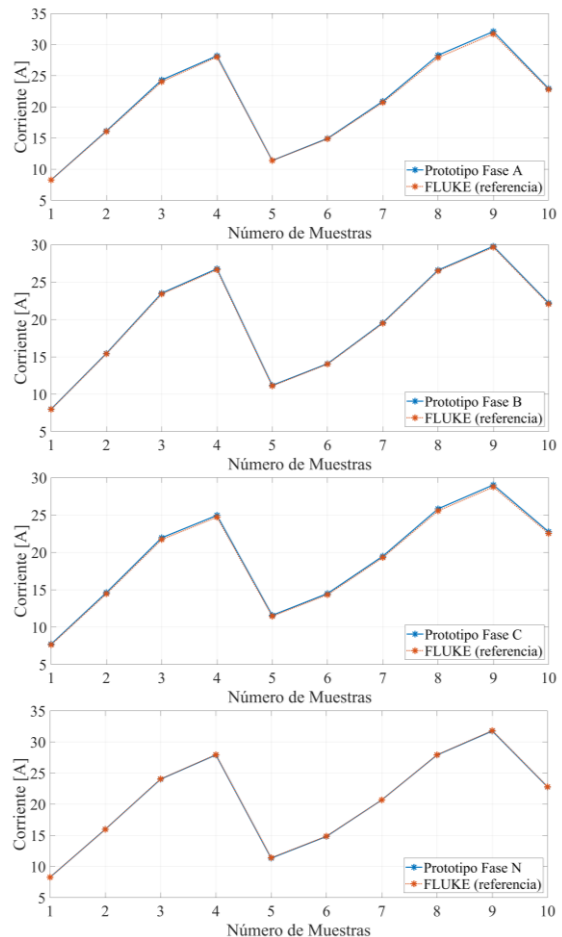 35
30
25
20
15
10
5
Corriente [A]
Prototipo Fase A
FLUKE (referencia)
1 2 3 4 5 6 7 8 9 10
Número de Muestras
30
25
20
15
10
5
Corriente [A]
Prototipo Fase B
FLUKE (referencia)
1 2 3 4 5 6 7 8 9 10
Número de Muestras
30
25
20
15
10
5
Corriente [A]
Prototipo Fase C
FLUKE (referencia)
1 2 3 4 5 6 7 8 9 10
Número de Muestras
35
30
25
20
15
10
5
Corriente [A]
Prototipo Fase N
FLUKE (referencia)
1 2 3 4 5 6 7 8 9 10
Número de Muestras